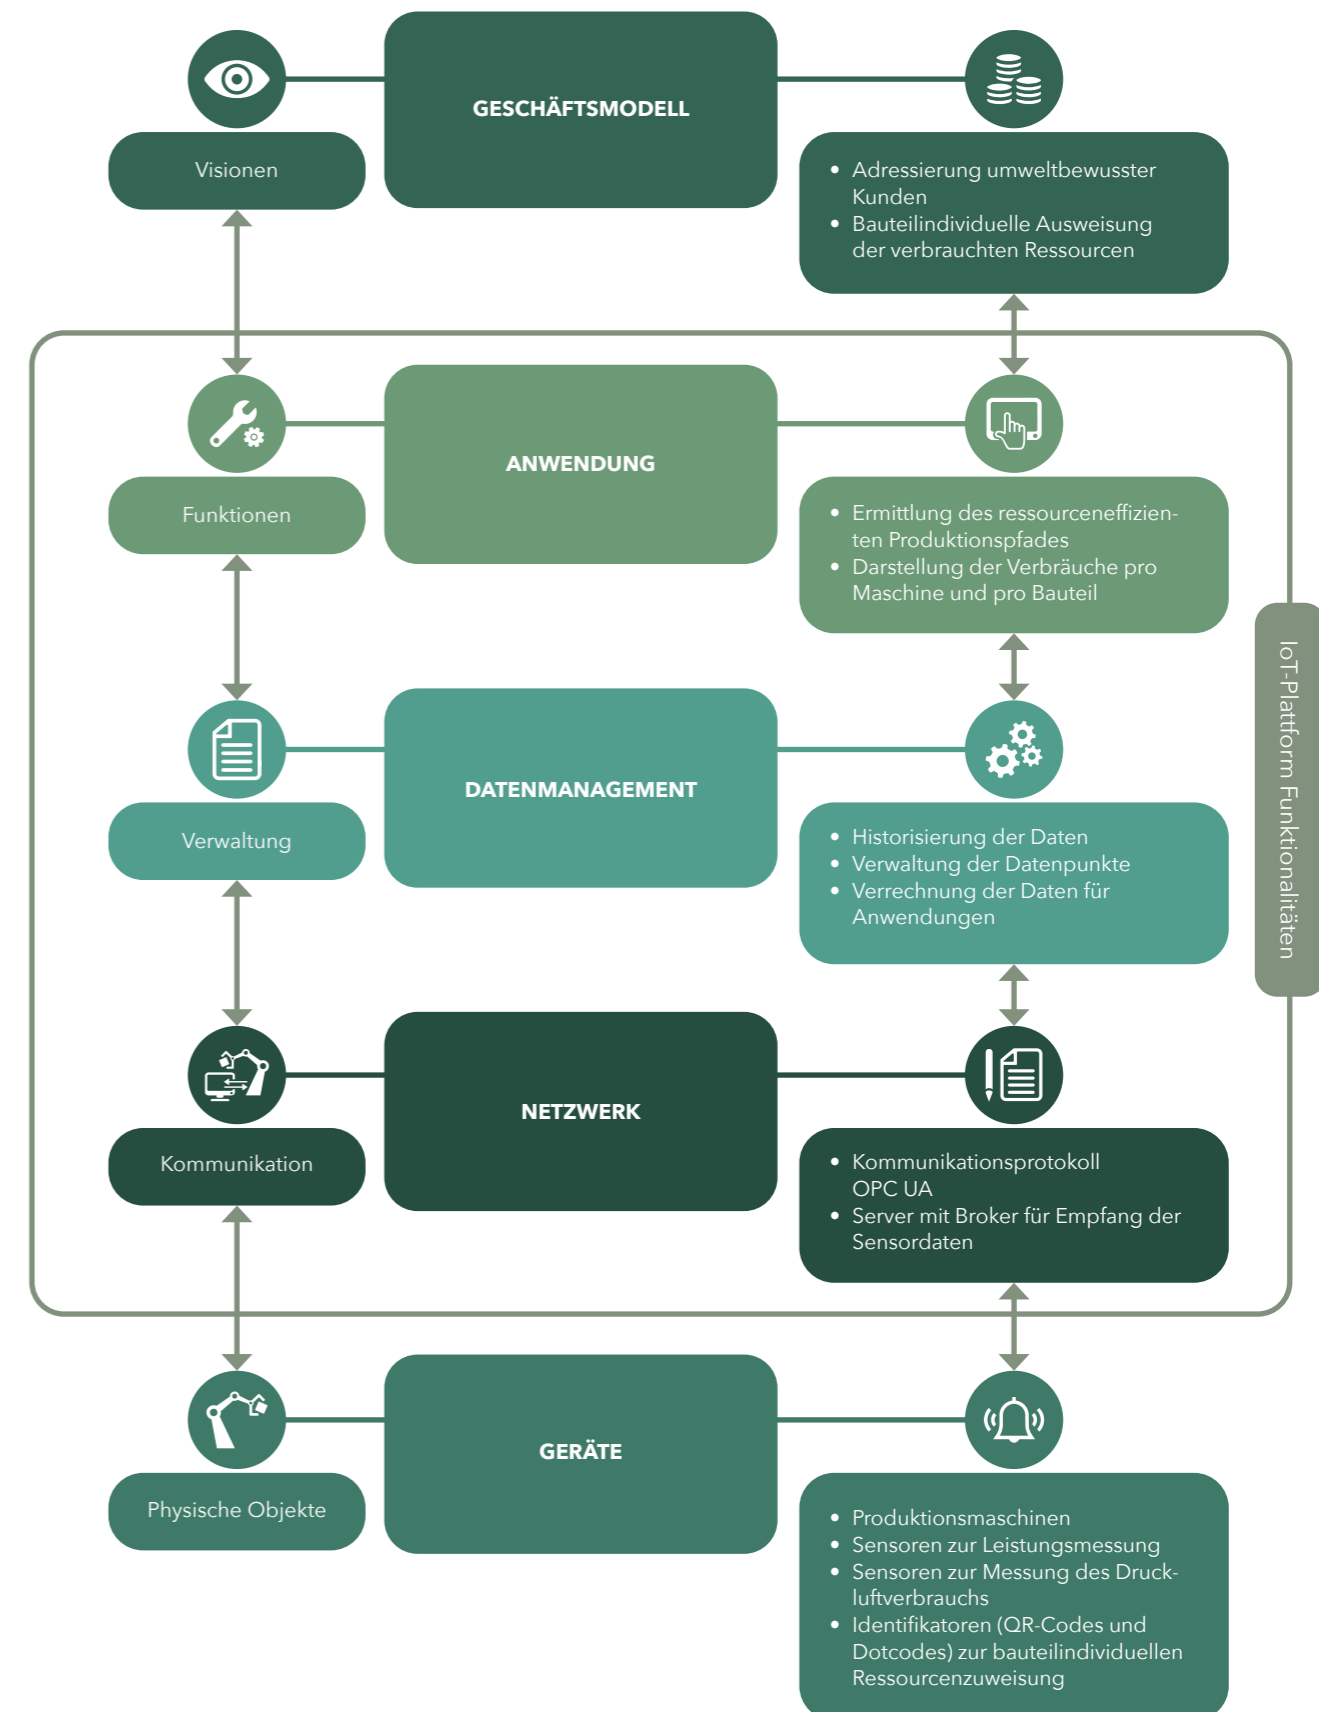 GESCHÄFTSMODELL
Visionen
• Adressierung umweltbewusster
Kunden
• Bauteilindividuelle Ausweisung
der verbrauchten Ressourcen
ANWENDUNG
Funktionen
• Ermittlung des ressourceneffizien-
ten Produktionspfades
• Darstellung der Verbräuche pro
Maschine und pro Bauteil
IoT-Plattform Funktionalitäten
DATENMANAGEMENT
Verwaltung
• Historisierung der Daten
• Verwaltung der Datenpunkte
• Verrechnung der Daten für
Anwendungen
NETZWERK
Kommunikation
• Kommunikationsprotokoll
OPC UA
• Server mit Broker für Empfang der
Sensordaten
GERÄTE
Physische Objekte
• Produktionsmaschinen
• Sensoren zur Leistungsmessung
• Sensoren zur Messung des Druck-
luftverbrauchs
• Identifikatoren (QR-Codes und
Dotcodes) zur bauteilindividuellen
Ressourcenzuweisung